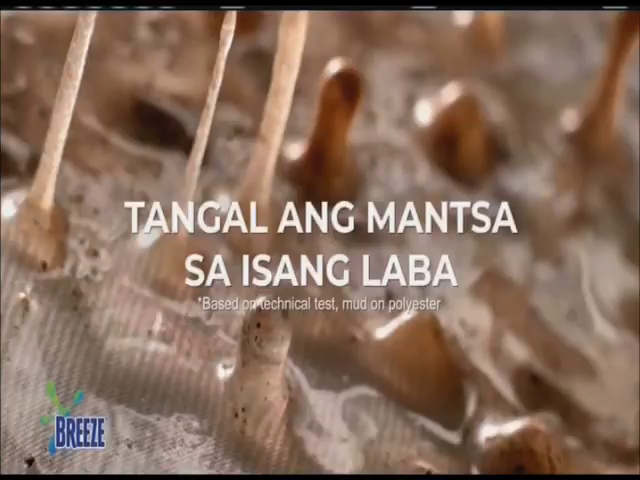 TANGAL ANG MANTSA
SA ISANG LABA
*Based on technical test, mud on polyester
BREEZE